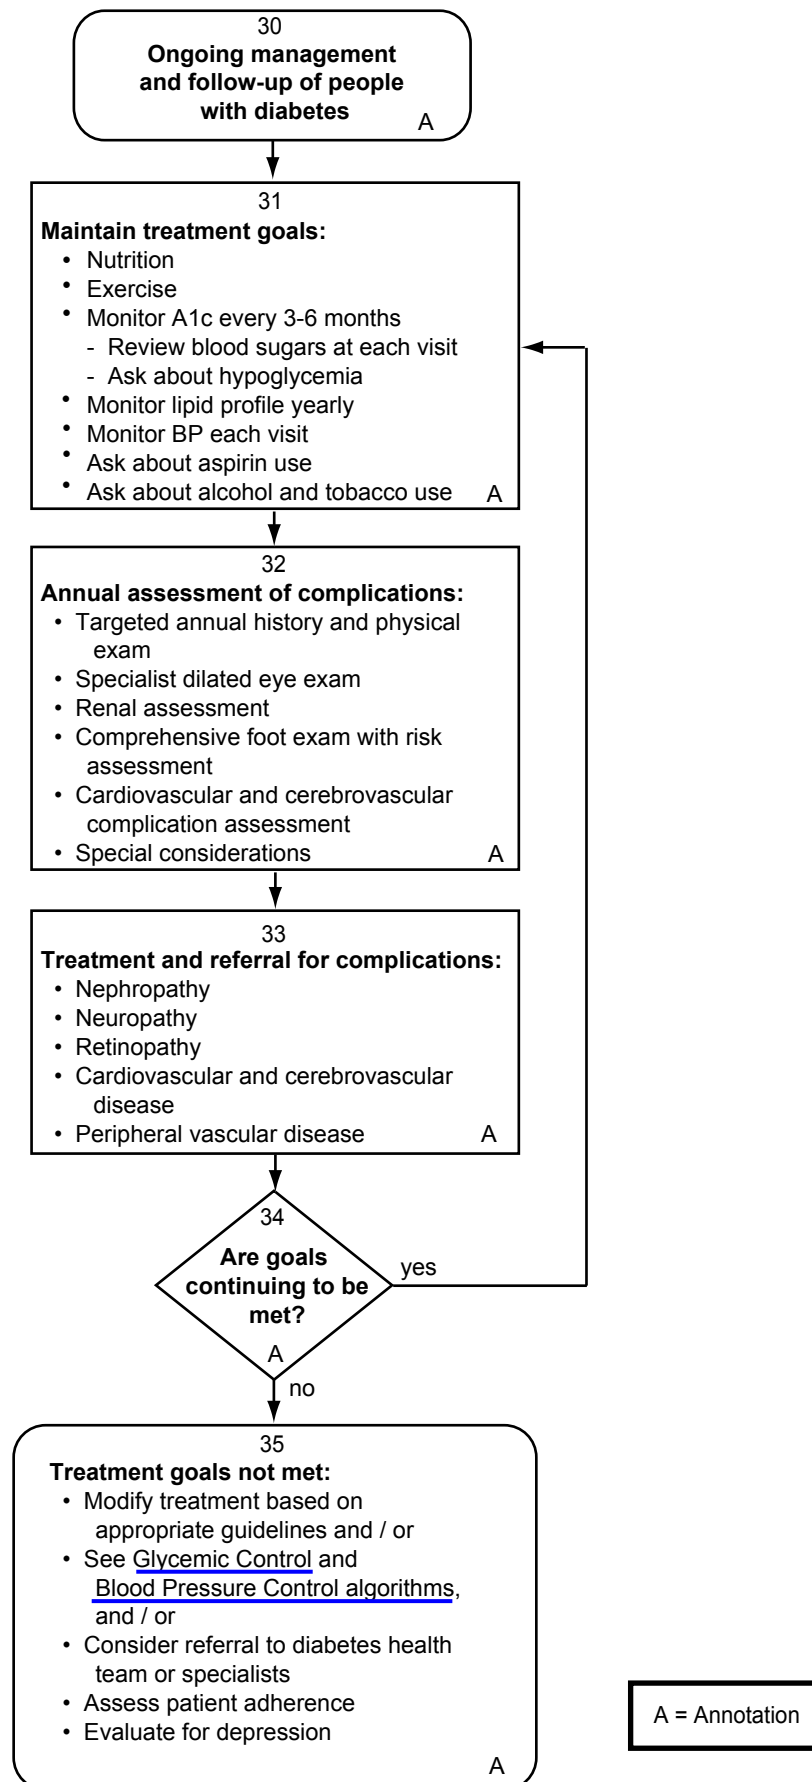 30
Ongoing management
and follow-up of people
with diabetes
A
31
Maintain treatment goals:
• Nutrition
• Exercise
• Monitor A1c every 3-6 months
- Review blood sugars at each visit
- Ask about hypoglycemia
• Monitor lipid profile yearly
• Monitor BP each visit
• Ask about aspirin use
• Ask about alcohol and tobacco use
A
32
Annual assessment of complications:
• Targeted annual history and physical
exam
• Specialist dilated eye exam
• Renal assessment
• Comprehensive foot exam with risk
assessment
• Cardiovascular and cerebrovascular
complication assessment
• Special considerations
A
33
Treatment and referral for complications:
• Nephropathy
• Neuropathy
• Retinopathy
• Cardiovascular and cerebrovascular
disease
• Peripheral vascular disease
A
34
Are goals
continuing to be
met?
A
yes
no
35
Treatment goals not met:
• Modify treatment based on
appropriate guidelines and / or
• See Glycemic Control and
Blood Pressure Control algorithms,
and / or
• Consider referral to diabetes health
team or specialists
• Assess patient adherence
• Evaluate for depression
A
A = Annotation